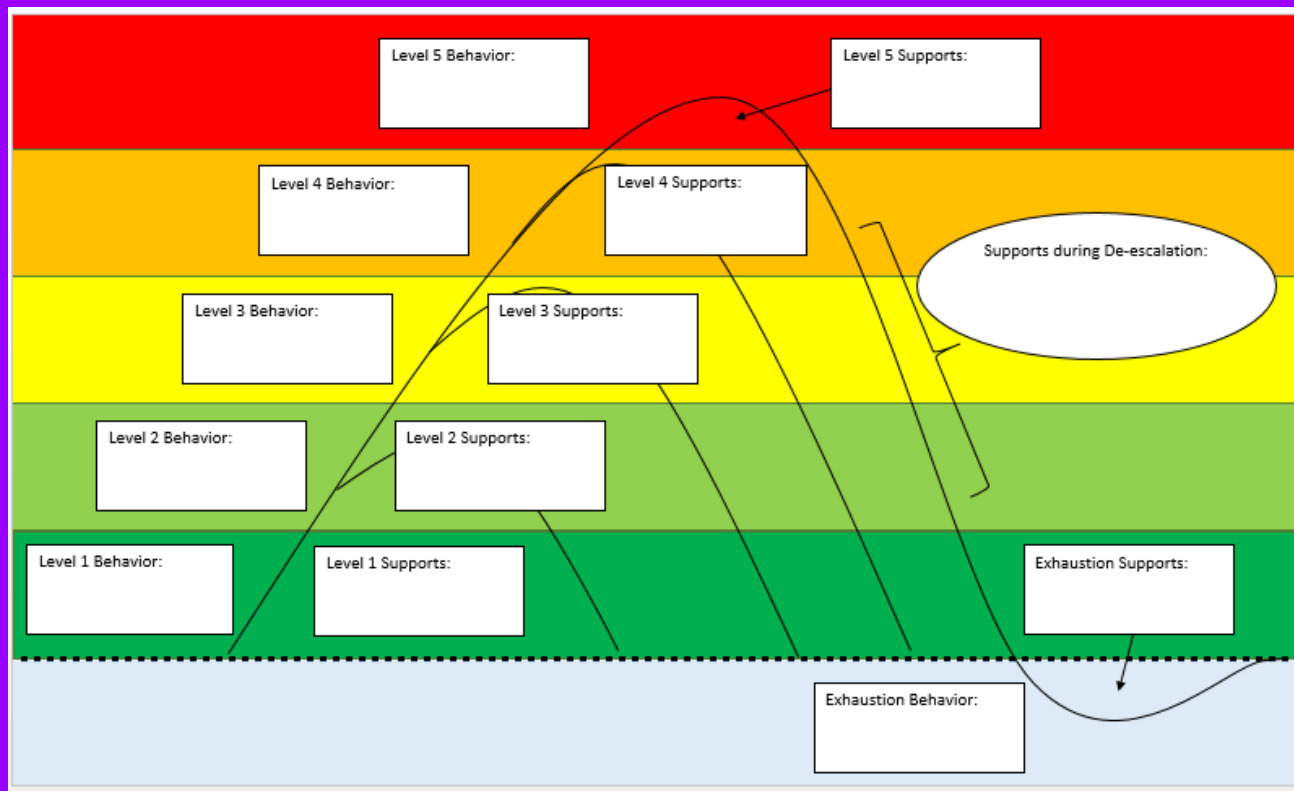 Level 5 Behavior:
Level 5 Supports:
Level 4 Behavior:
Level 4 Supports:
Supports during De-escalation:
Level 3 Behavior:
Level 3 Supports:
Level 2 Behavior:
Level 2 Supports:
Level 1 Behavior:
Level 1 Supports:
Exhaustion Supports:
Exhaustion Behavior: